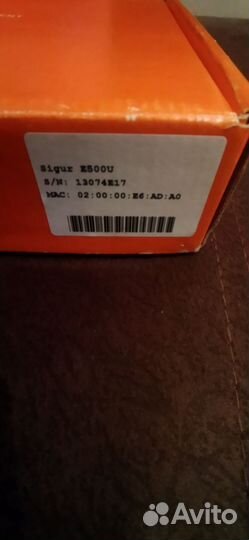 Sigur E500U
S/N: 13074E17
MAC: 02:00:00:E6:AD:A0
Avito